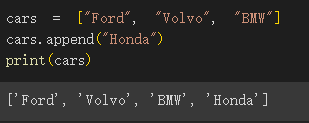 cars = ["Ford", "Volvo", "BMW"]
cars.append("Honda")
print(cars)
['Ford', 'Volvo', 'BMW', 'Honda']